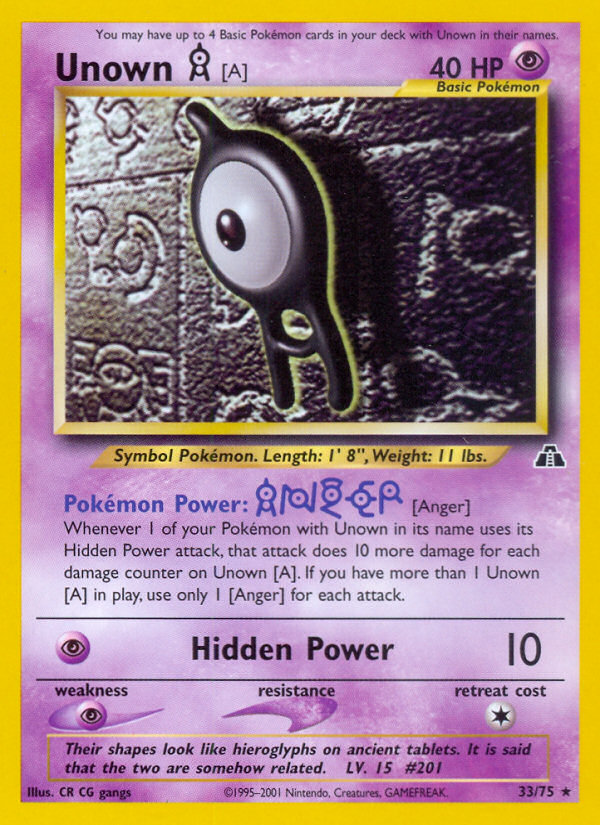 You may have up to 4 Basic Pokémon cards in your deck with Unown in their names.
Unown A [A] 40 HP
Basic Pokémon
Symbol Pokémon. Length: 1' 8", Weight: 11 lbs.
Pokémon Power: ANGER [Anger]
Whenever 1 of your Pokémon with Unown in its name uses its
Hidden Power attack, that attack does 10 more damage for each
damage counter on Unown [A]. If you have more than 1 Unown
[A] in play, use only 1 [Anger] for each attack.
Hidden Power 10
weakness resistance retreat cost
Their shapes look like hieroglyphs on ancient tablets. It is said
that the two are somehow related. LV. 15 #201
Illus. CR CG gangs ©1995-2001 Nintendo, Creatures, GAMEFREAK. 33/75 ★